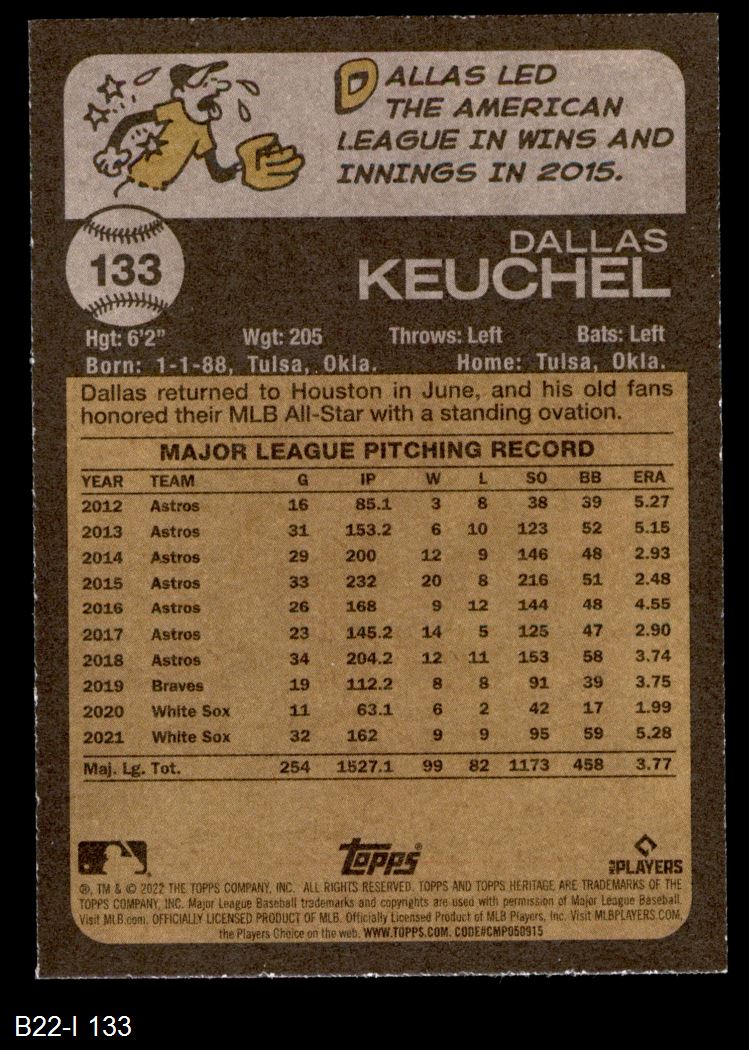 DALLAS LED
THE AMERICAN
LEAGUE IN WINS AND
INNINGS IN 2015.
133
DALLAS
KEUCHEL
Hgt: 6'2" Wgt: 205 Throws: Left Bats: Left
Born: 1-1-88, Tulsa, Okla. Home: Tulsa, Okla.
Dallas returned to Houston in June, and his old fans
honored their MLB All-Star with a standing ovation.
MAJOR LEAGUE PITCHING RECORD
YEAR TEAM G IP W L SO BB ERA
2012 Astros 16 85.1 3 8 38 39 5.27
2013 Astros 31 153.2 6 10 123 52 5.15
2014 Astros 29 200 12 9 146 48 2.93
2015 Astros 33 232 20 8 216 51 2.48
2016 Astros 26 168 9 12 144 48 4.55
2017 Astros 23 145.2 14 5 125 47 2.90
2018 Astros 34 204.2 12 11 153 58 3.74
2019 Braves 19 112.2 8 8 91 39 3.75
2020 White Sox 11 63.1 6 2 42 17 1.99
2021 White Sox 32 162 9 9 95 59 5.28
Maj. Lg. Tot. 254 1527.1 99 82 1173 458 3.77
topps PLAYERS
®, TM & © 2022 THE TOPPS COMPANY, INC. ALL RIGHTS RESERVED. TOPPS AND TOPPS HERITAGE ARE TRADEMARKS OF THE
TOPPS COMPANY, INC. Major League Baseball trademarks and copyrights are used with permission of Major League Baseball.
Visit MLB.com. OFFICIALLY LICENSED PRODUCT OF MLB. Officially Licensed Product of MLB Players, Inc. Visit MLBPLAYERS.COM,
the Players Choice on the web. WWW.TOPPS.COM. CODE#CMP050915
B22-I 133